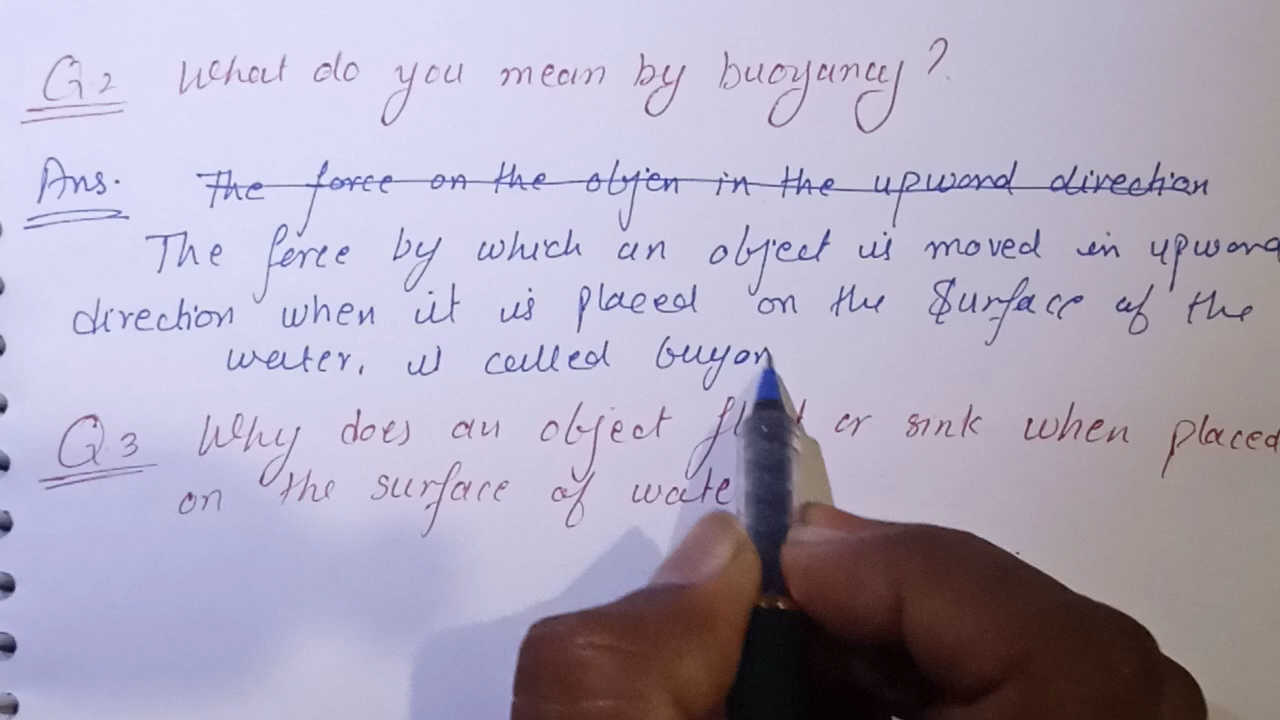 Q.2 What do you mean by buoyancy?
Ans. The force on the objen in the upward direction
The force by which an object is moved in upward
direction when it is placed on the surface of the
water. is called buyon
Q.3 Why does an object or sink when placed
on the surface of wate